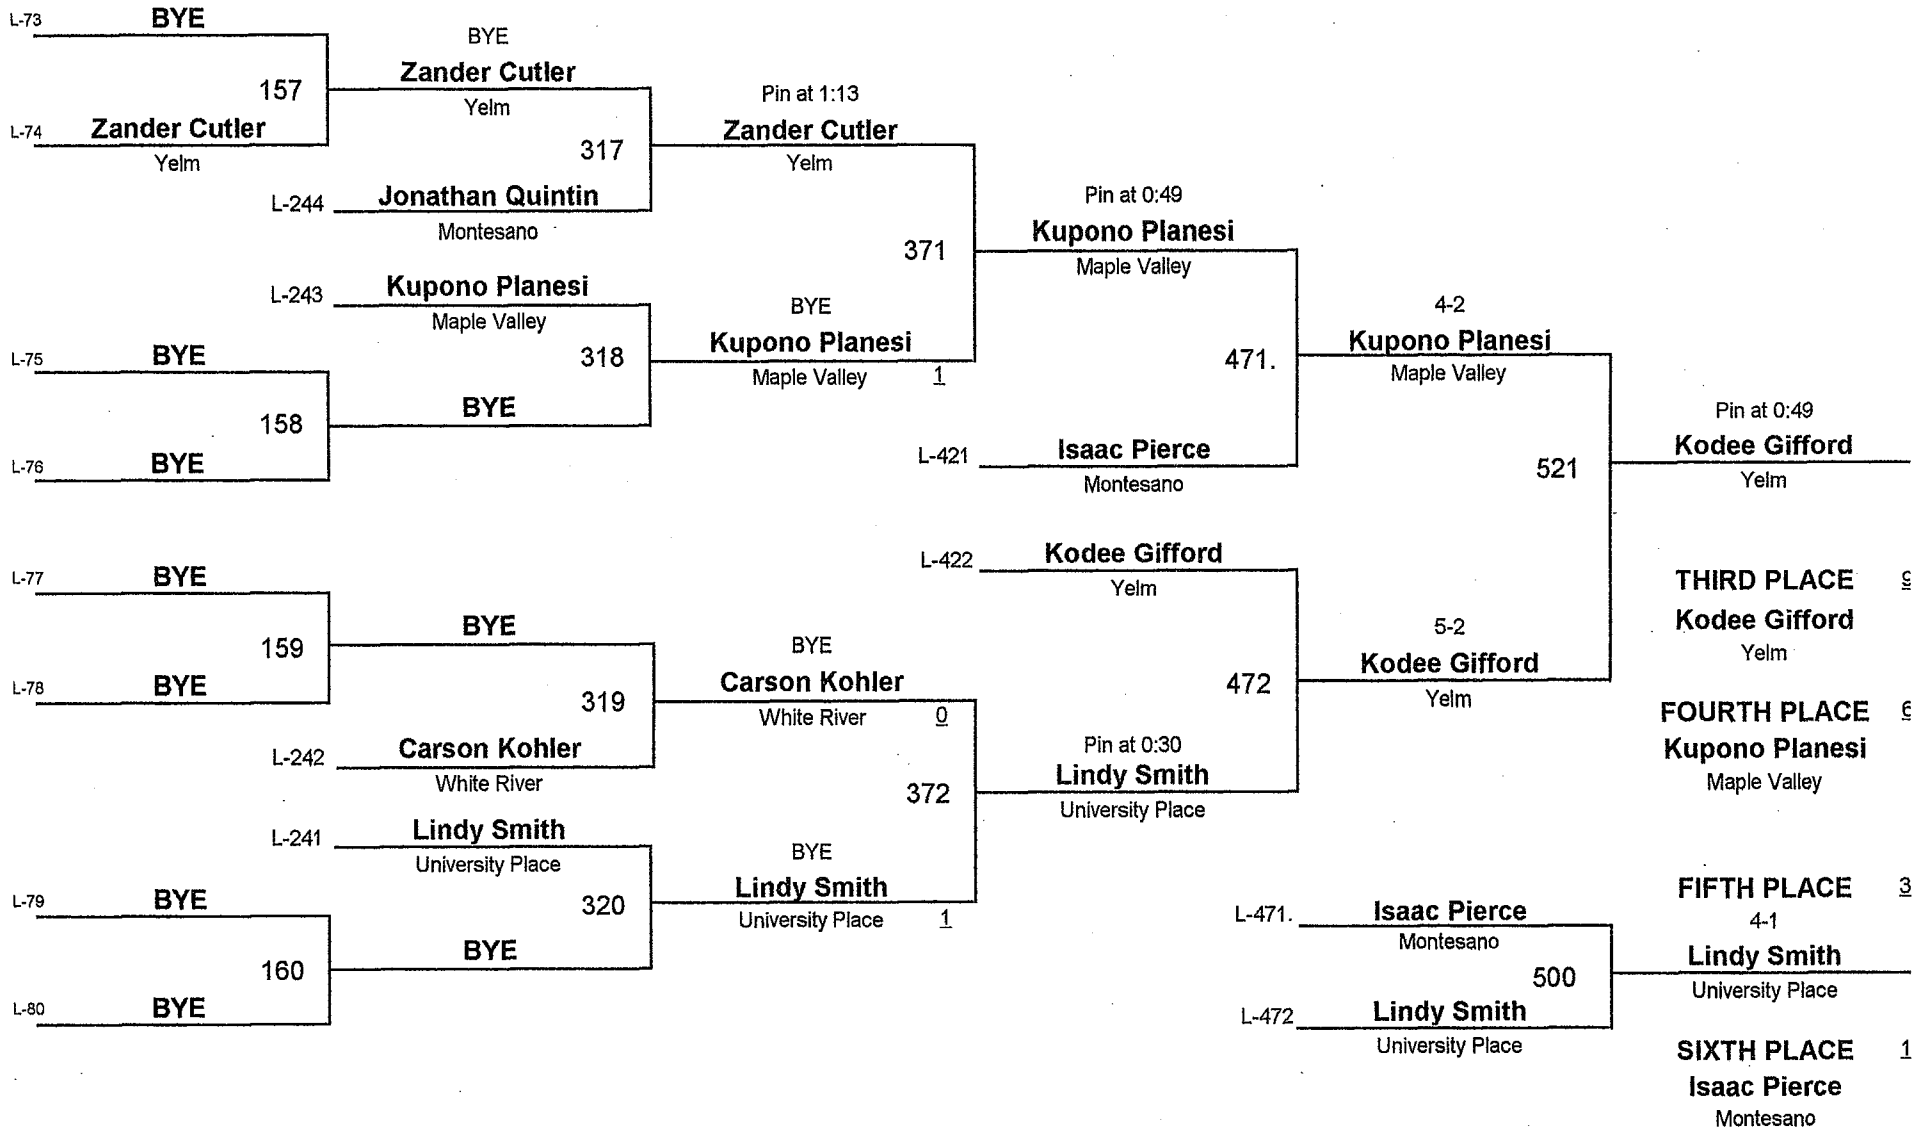 L-73 BYE
157
L-74 Zander Cutler
Yelm
BYE
Zander Cutler
Yelm
317
L-244 Jonathan Quintin
Montesano
L-243 Kupono Planesi
Maple Valley
318
L-75 BYE
158
L-76 BYE
BYE
Pin at 1:13
Zander Cutler
Yelm
371
BYE
Kupono Planesi
Maple Valley 1
Pin at 0:49
Kupono Planesi
Maple Valley
471.
L-421 Isaac Pierce
Montesano
4-2
Kupono Planesi
Maple Valley
521
Pin at 0:49
Kodee Gifford
Yelm
L-77 BYE
159
L-78 BYE
BYE
319
L-242 Carson Kohler
White River
L-241 Lindy Smith
University Place
320
L-79 BYE
160
L-80 BYE
BYE
BYE
Carson Kohler
White River 0
372
BYE
Lindy Smith
University Place 1
L-422 Kodee Gifford
Yelm
472
Pin at 0:30
Lindy Smith
University Place
5-2
Kodee Gifford
Yelm
THIRD PLACE
Kodee Gifford
Yelm
FOURTH PLACE
Kupono Planesi
Maple Valley
L-471. Isaac Pierce
Montesano
500
L-472 Lindy Smith
University Place
FIFTH PLACE 3
4-1
Lindy Smith
University Place
SIXTH PLACE 1
Isaac Pierce
Montesano